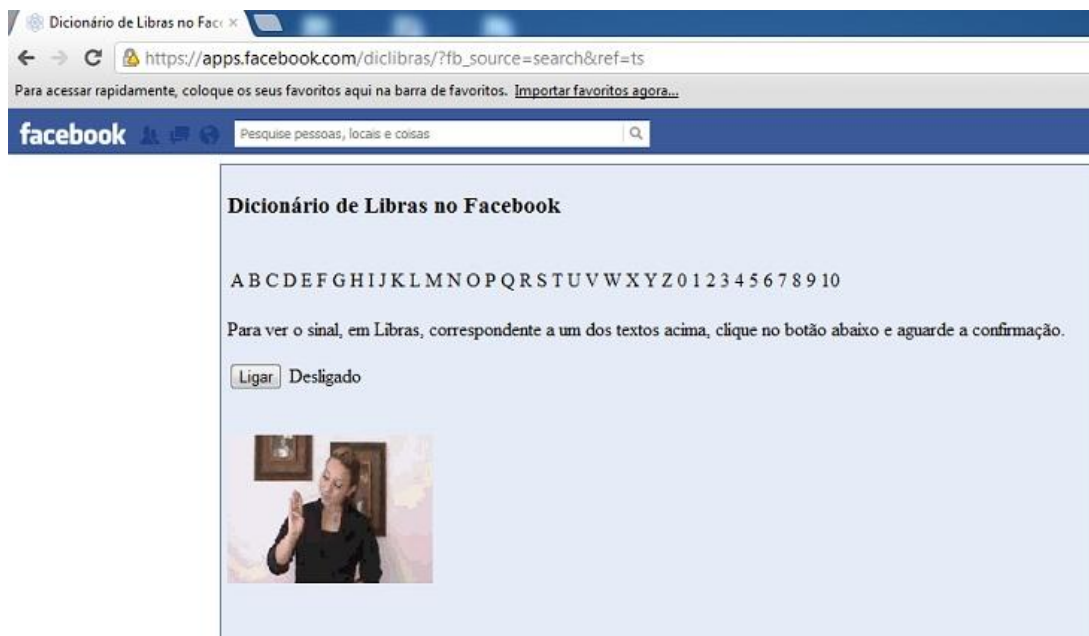 Dicionário de Libras no Fac
https://apps.facebook.com/diclibras/?fb_source=search&ref=ts
Para acessar rapidamente, coloque os seus favoritos aqui na barra de favoritos. Importar favoritos agora...
facebook Pesquise pessoas, locais e coisas
Dicionário de Libras no Facebook
A B C D E F G H I J K L M N O P Q R S T U V W X Y Z 0 1 2 3 4 5 6 7 8 9 10
Para ver o sinal, em Libras, correspondente a um dos textos acima, clique no botão abaixo e aguarde a confirmação.
Ligar Desligado